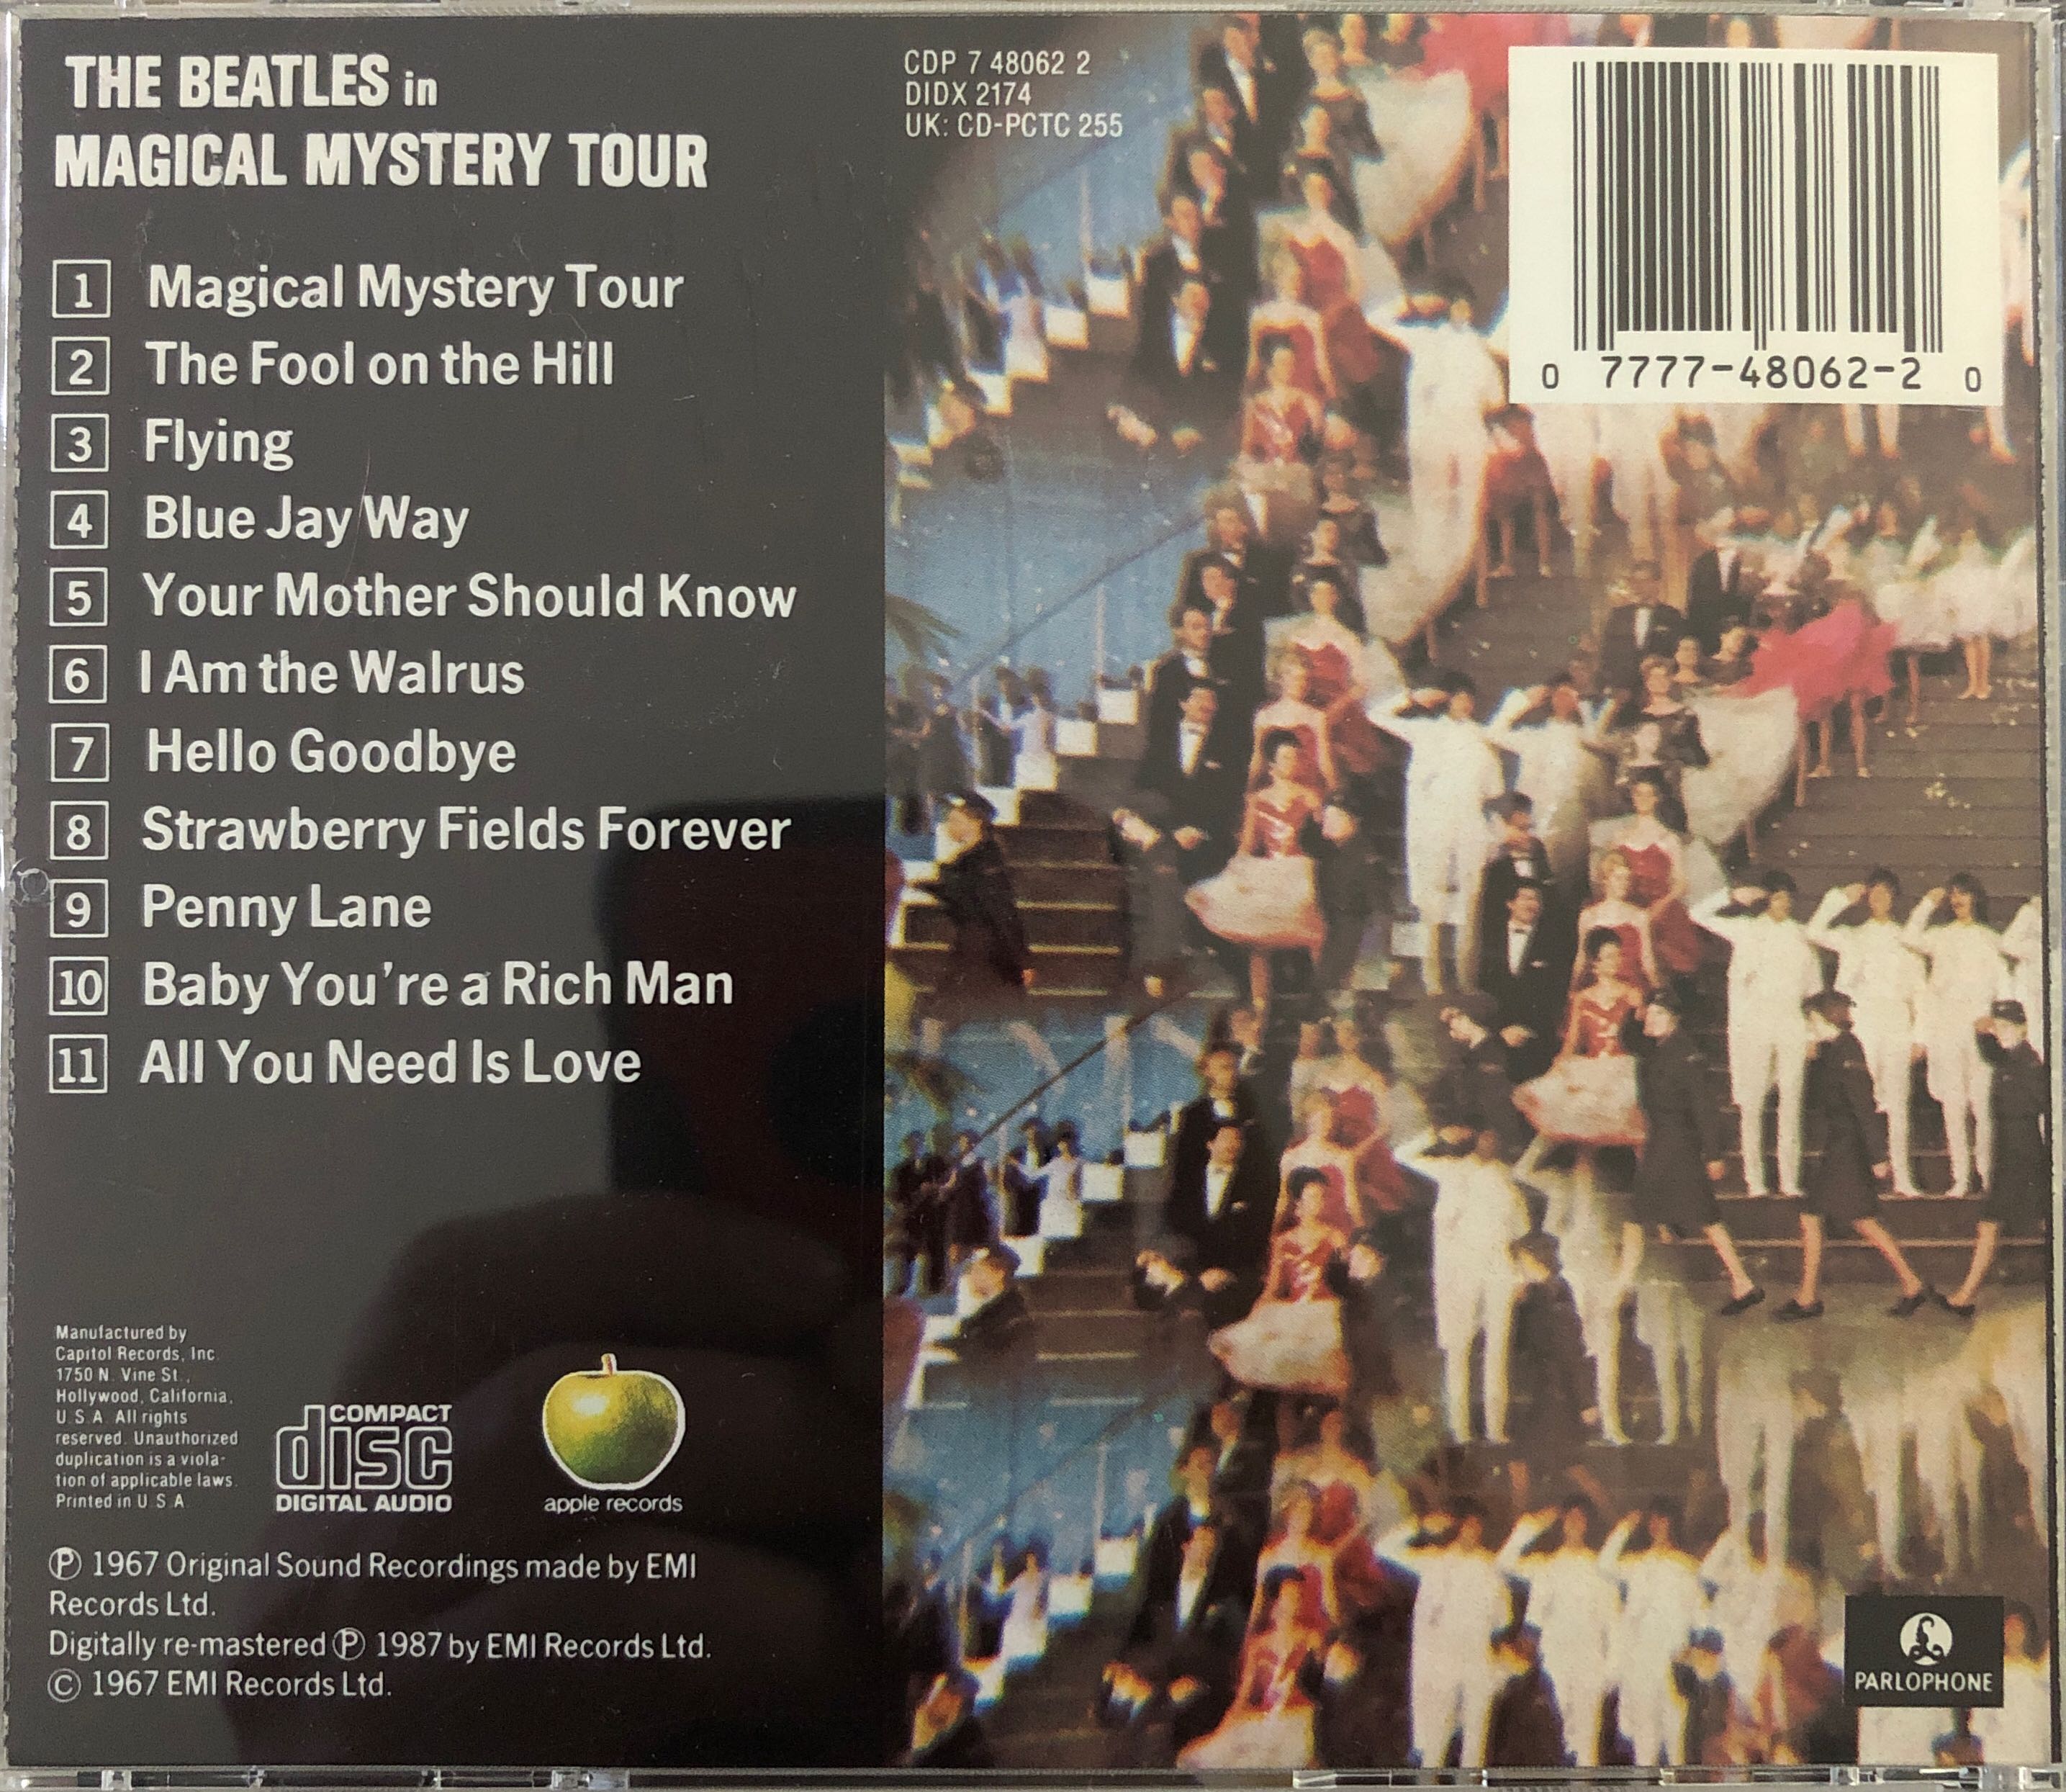 THE BEATLES in
MAGICAL MYSTERY TOUR
1 Magical Mystery Tour
2 The Fool on the Hill
3 Flying
4 Blue Jay Way
5 Your Mother Should Know
6 I Am the Walrus
7 Hello Goodbye
8 Strawberry Fields Forever
9 Penny Lane
10 Baby You're a Rich Man
11 All You Need Is Love
CDP 7 48062 2
DIDX 2174
UK: CD-PCTC 255
0 7777-48062-2 0
Manufactured by
Capitol Records, Inc.
1750 N. Vine St.,
Hollywood, California,
U.S.A. All rights
reserved. Unauthorized
duplication is a viola-
tion of applicable laws.
Printed in U.S.A.
COMPACT
disc
DIGITAL AUDIO
apple records
℗ 1967 Original Sound Recordings made by EMI
Records Ltd.
Digitally re-mastered ℗ 1987 by EMI Records Ltd.
© 1967 EMI Records Ltd.
PARLOPHONE